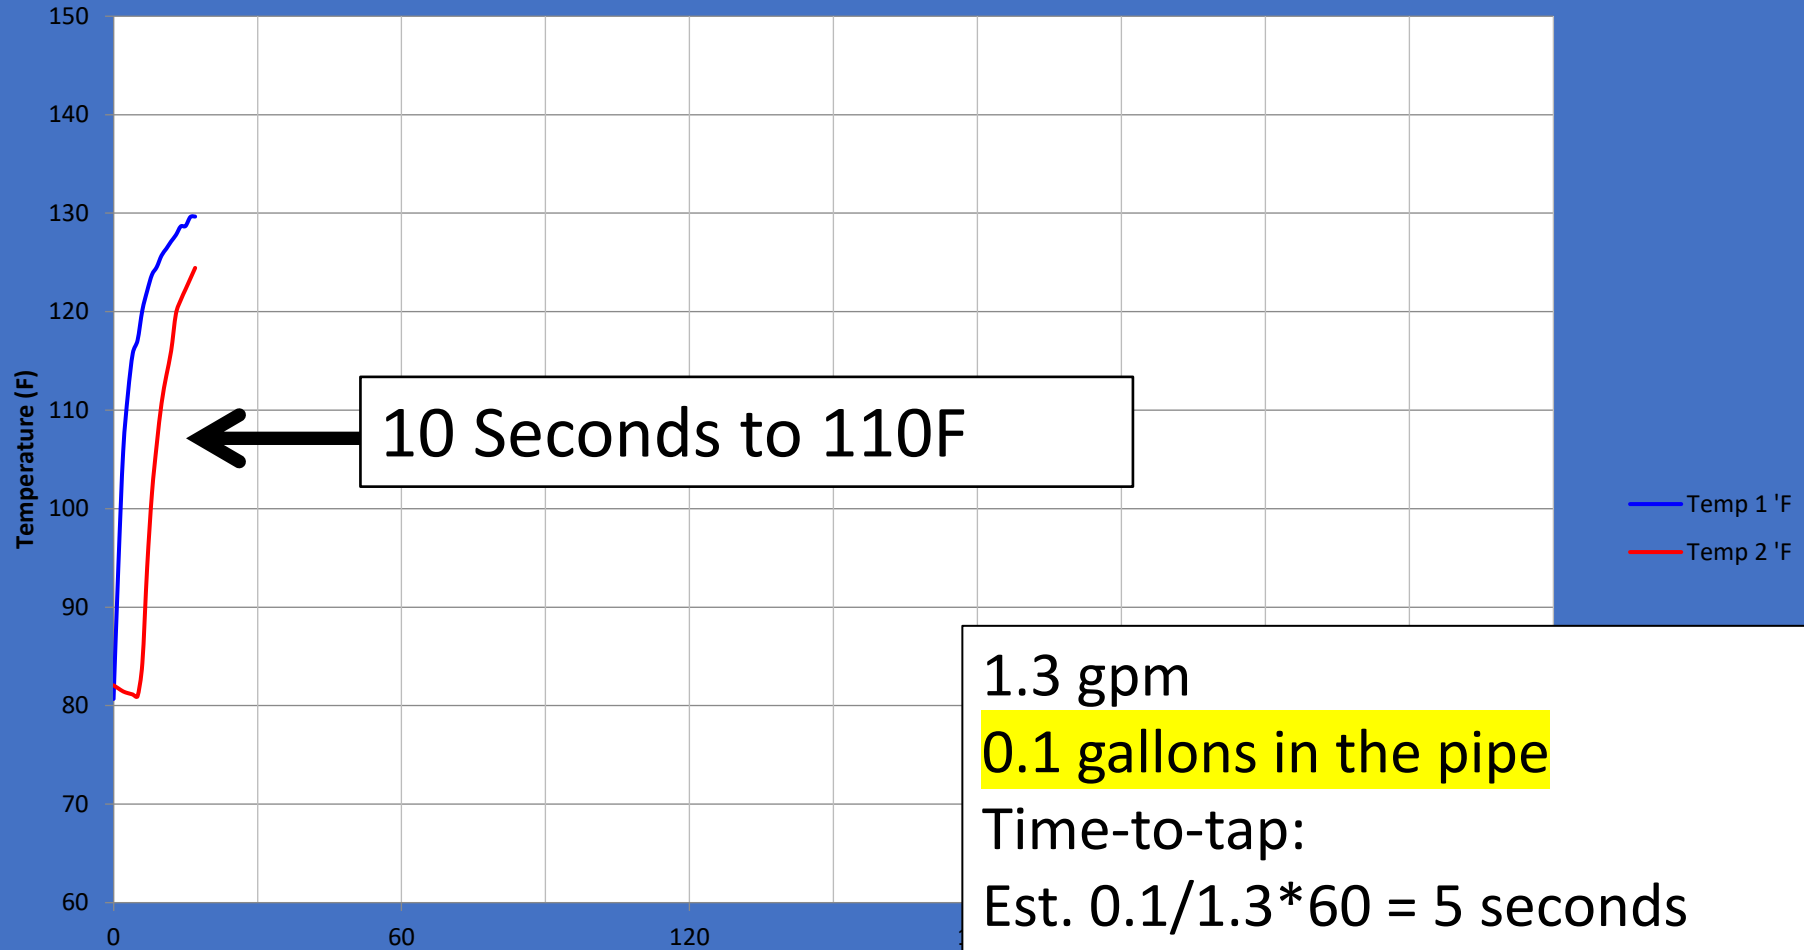 150
140
130
120
110
100
90
80
70
60
Temperature (F)
0
60
120
10 Seconds to 110F
Temp 1 'F
Temp 2 'F
1.3 gpm
0.1 gallons in the pipe
Time-to-tap:
Est. 0.1/1.3*60 = 5 seconds